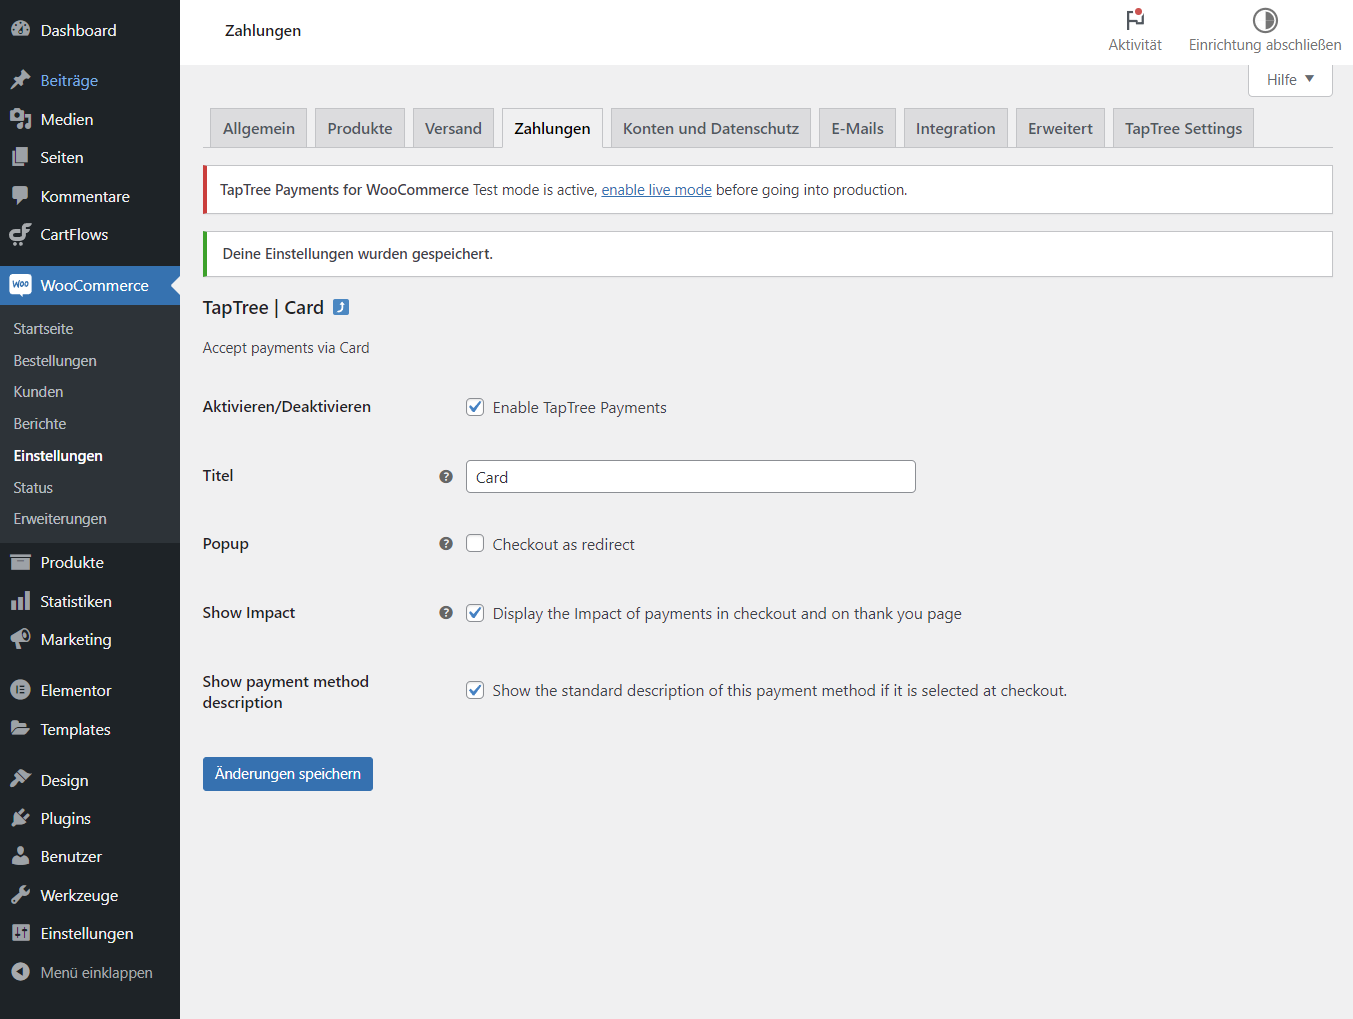 Dashboard
Beiträge
Medien
Seiten
Kommentare
CartFlows
Woo WooCommerce
Startseite
Bestellungen
Kunden
Berichte
Einstellungen
Status
Erweiterungen
Produkte
Statistiken
Marketing
Elementor
Templates
Design
Plugins
Benutzer
Werkzeuge
Einstellungen
Menü einklappen
Zahlungen
Aktivität
Einrichtung abschließen
Hilfe
Allgemein
Produkte
Versand
Zahlungen
Konten und Datenschutz
E-Mails
Integration
Erweitert
TapTree Settings
TapTree Payments for WooCommerce Test mode is active, enable live mode before going into production.
Deine Einstellungen wurden gespeichert.
TapTree | Card
Accept payments via Card
Aktivieren/Deaktivieren
Enable TapTree Payments
Titel
Card
Popup
Checkout as redirect
Show Impact
Display the Impact of payments in checkout and on thank you page
Show payment method
description
Show the standard description of this payment method if it is selected at checkout.
Änderungen speichern